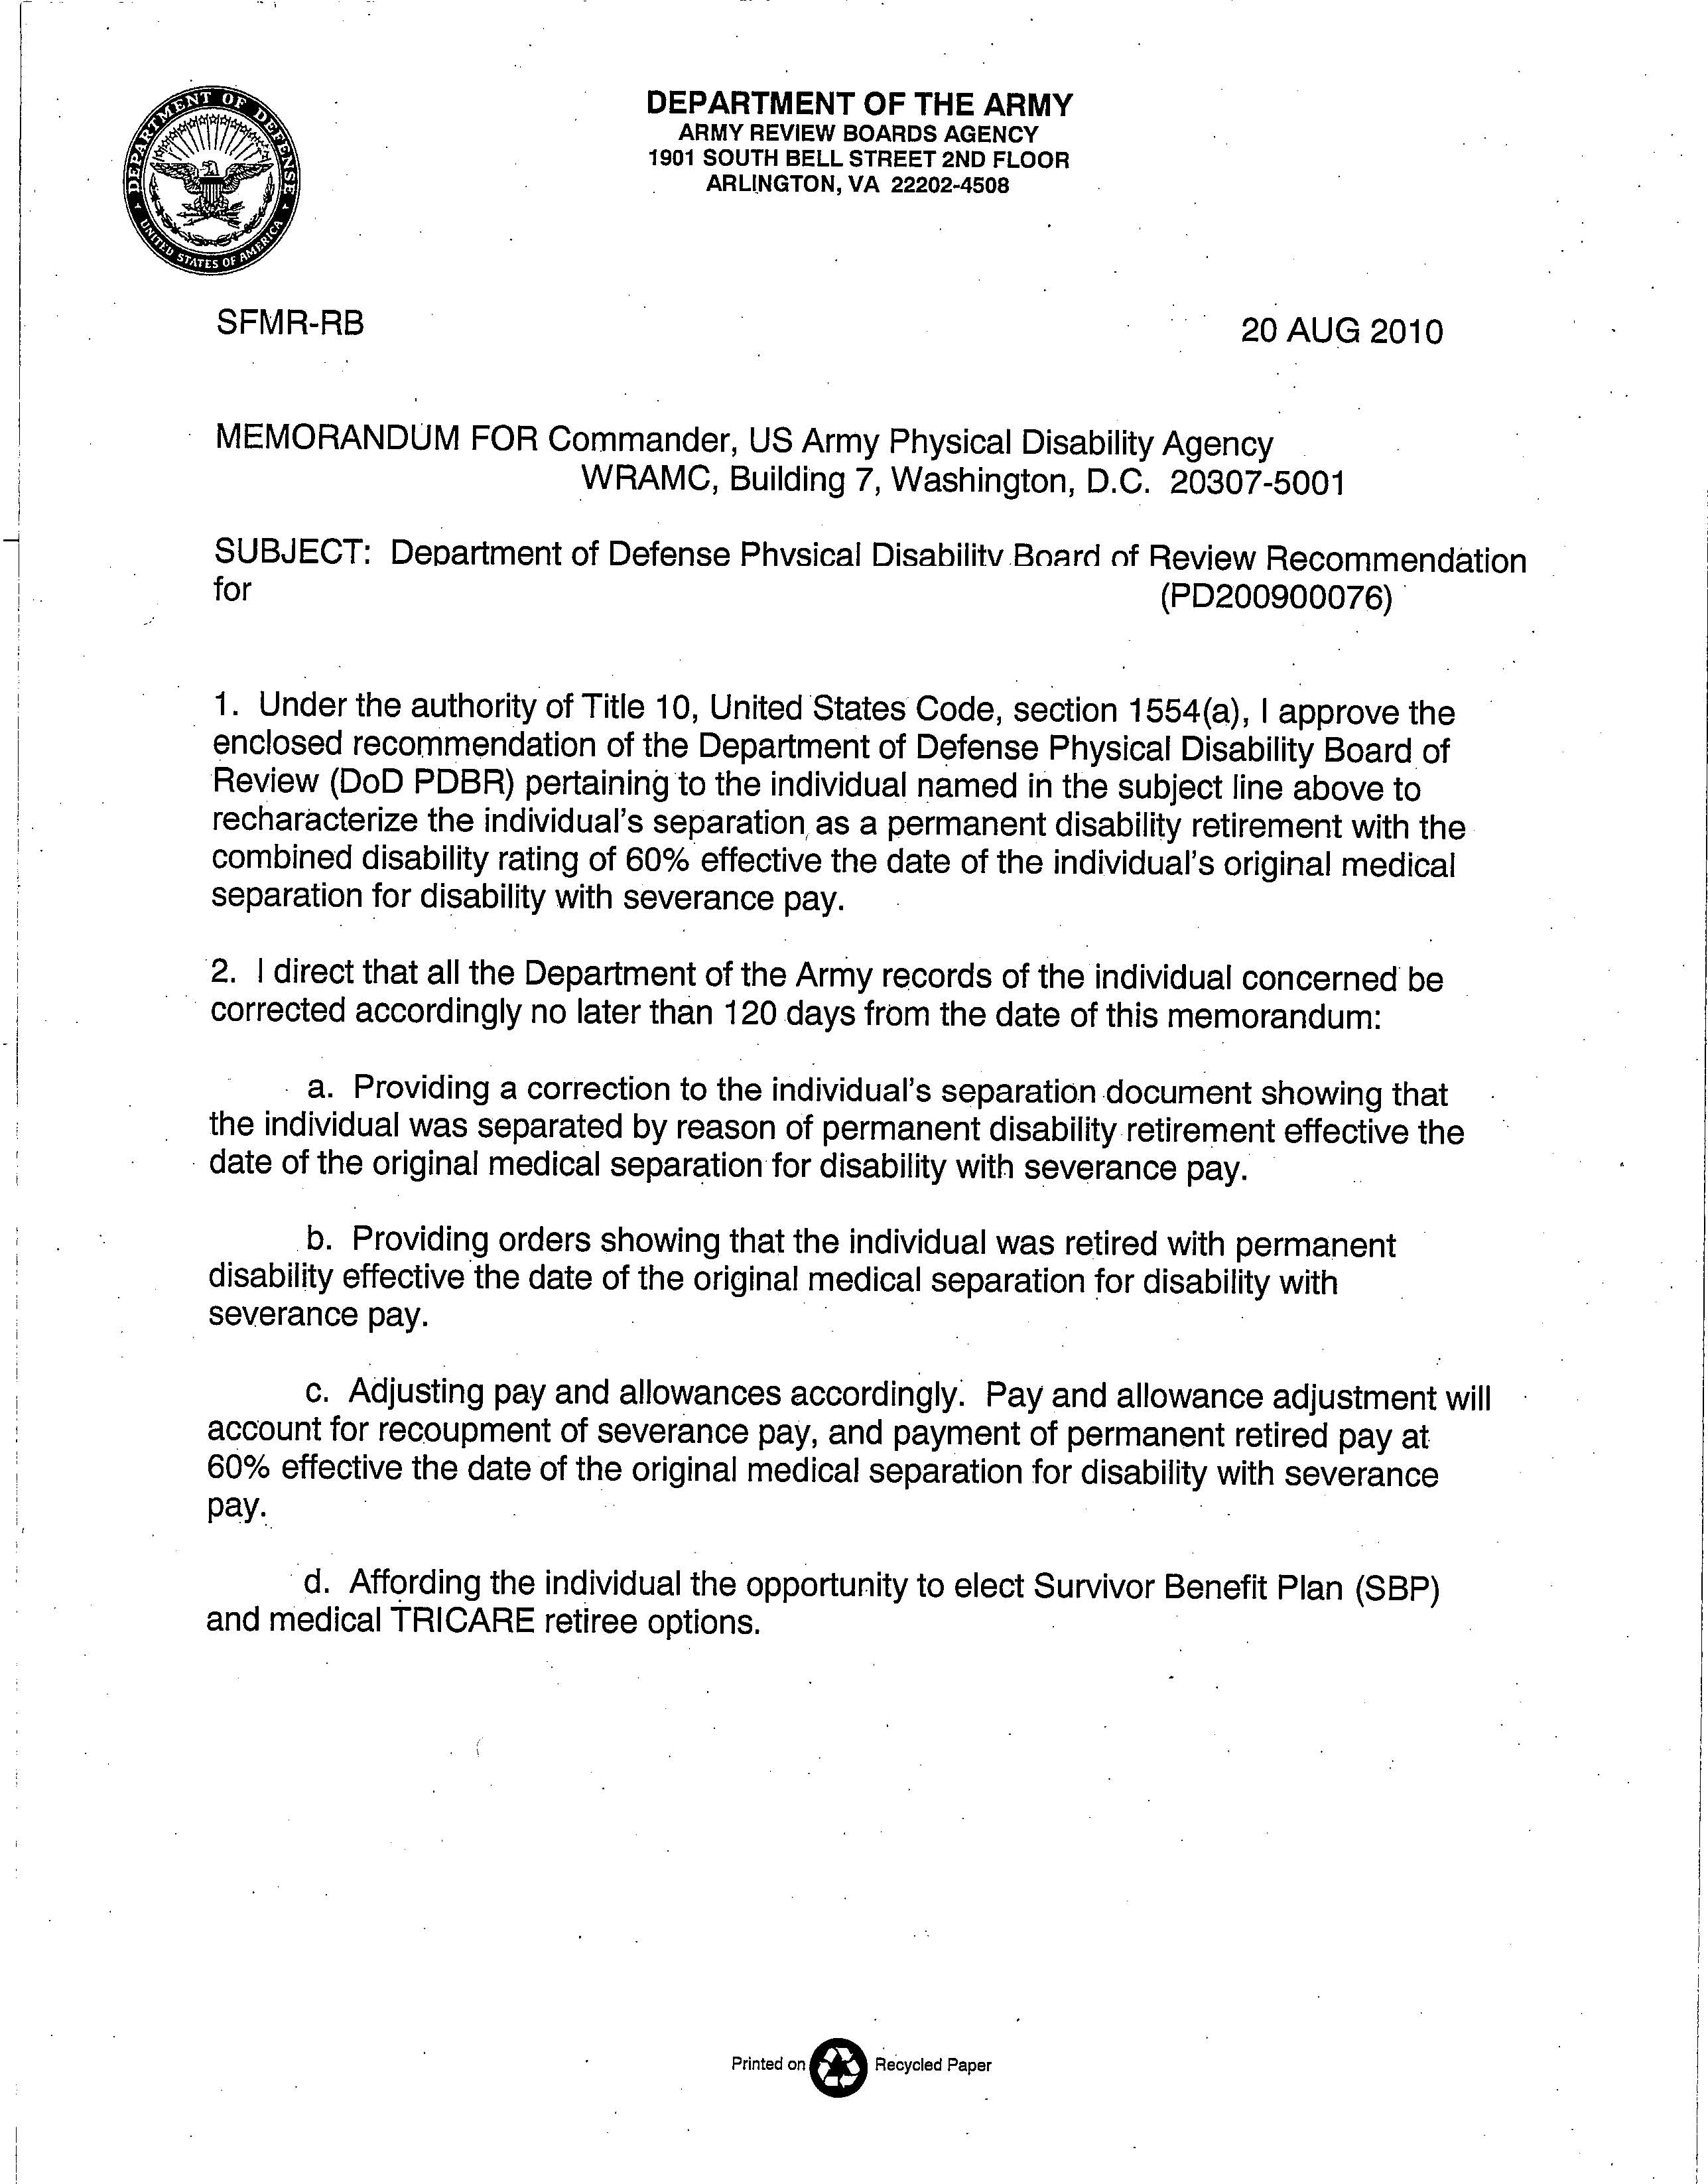 DEPARTMENT OF DEFENSE
UNITED STATES OF AMERICA
DEPARTMENT OF THE ARMY
ARMY REVIEW BOARDS AGENCY
1901 SOUTH BELL STREET 2ND FLOOR
ARLINGTON, VA 22202-4508
SFMR-RB
20 AUG 2010
MEMORANDUM FOR Commander, US Army Physical Disability Agency
WRAMC, Building 7, Washington, D.C. 20307-5001
SUBJECT: Department of Defense Physical Disability Board of Review Recommendation
for (PD200900076)
1. Under the authority of Title 10, United States Code, section 1554(a), I approve the
enclosed recommendation of the Department of Defense Physical Disability Board of
Review (DoD PDBR) pertaining to the individual named in the subject line above to
recharacterize the individual's separation as a permanent disability retirement with the
combined disability rating of 60% effective the date of the individual's original medical
separation for disability with severance pay.
2. I direct that all the Department of the Army records of the individual concerned be
corrected accordingly no later than 120 days from the date of this memorandum:
a. Providing a correction to the individual's separation document showing that
the individual was separated by reason of permanent disability retirement effective the
date of the original medical separation for disability with severance pay.
b. Providing orders showing that the individual was retired with permanent
disability effective the date of the original medical separation for disability with
severance pay.
c. Adjusting pay and allowances accordingly. Pay and allowance adjustment will
account for recoupment of severance pay, and payment of permanent retired pay at
60% effective the date of the original medical separation for disability with severance
pay.
d. Affording the individual the opportunity to elect Survivor Benefit Plan (SBP)
and medical TRICARE retiree options.
Printed on Recycled Paper